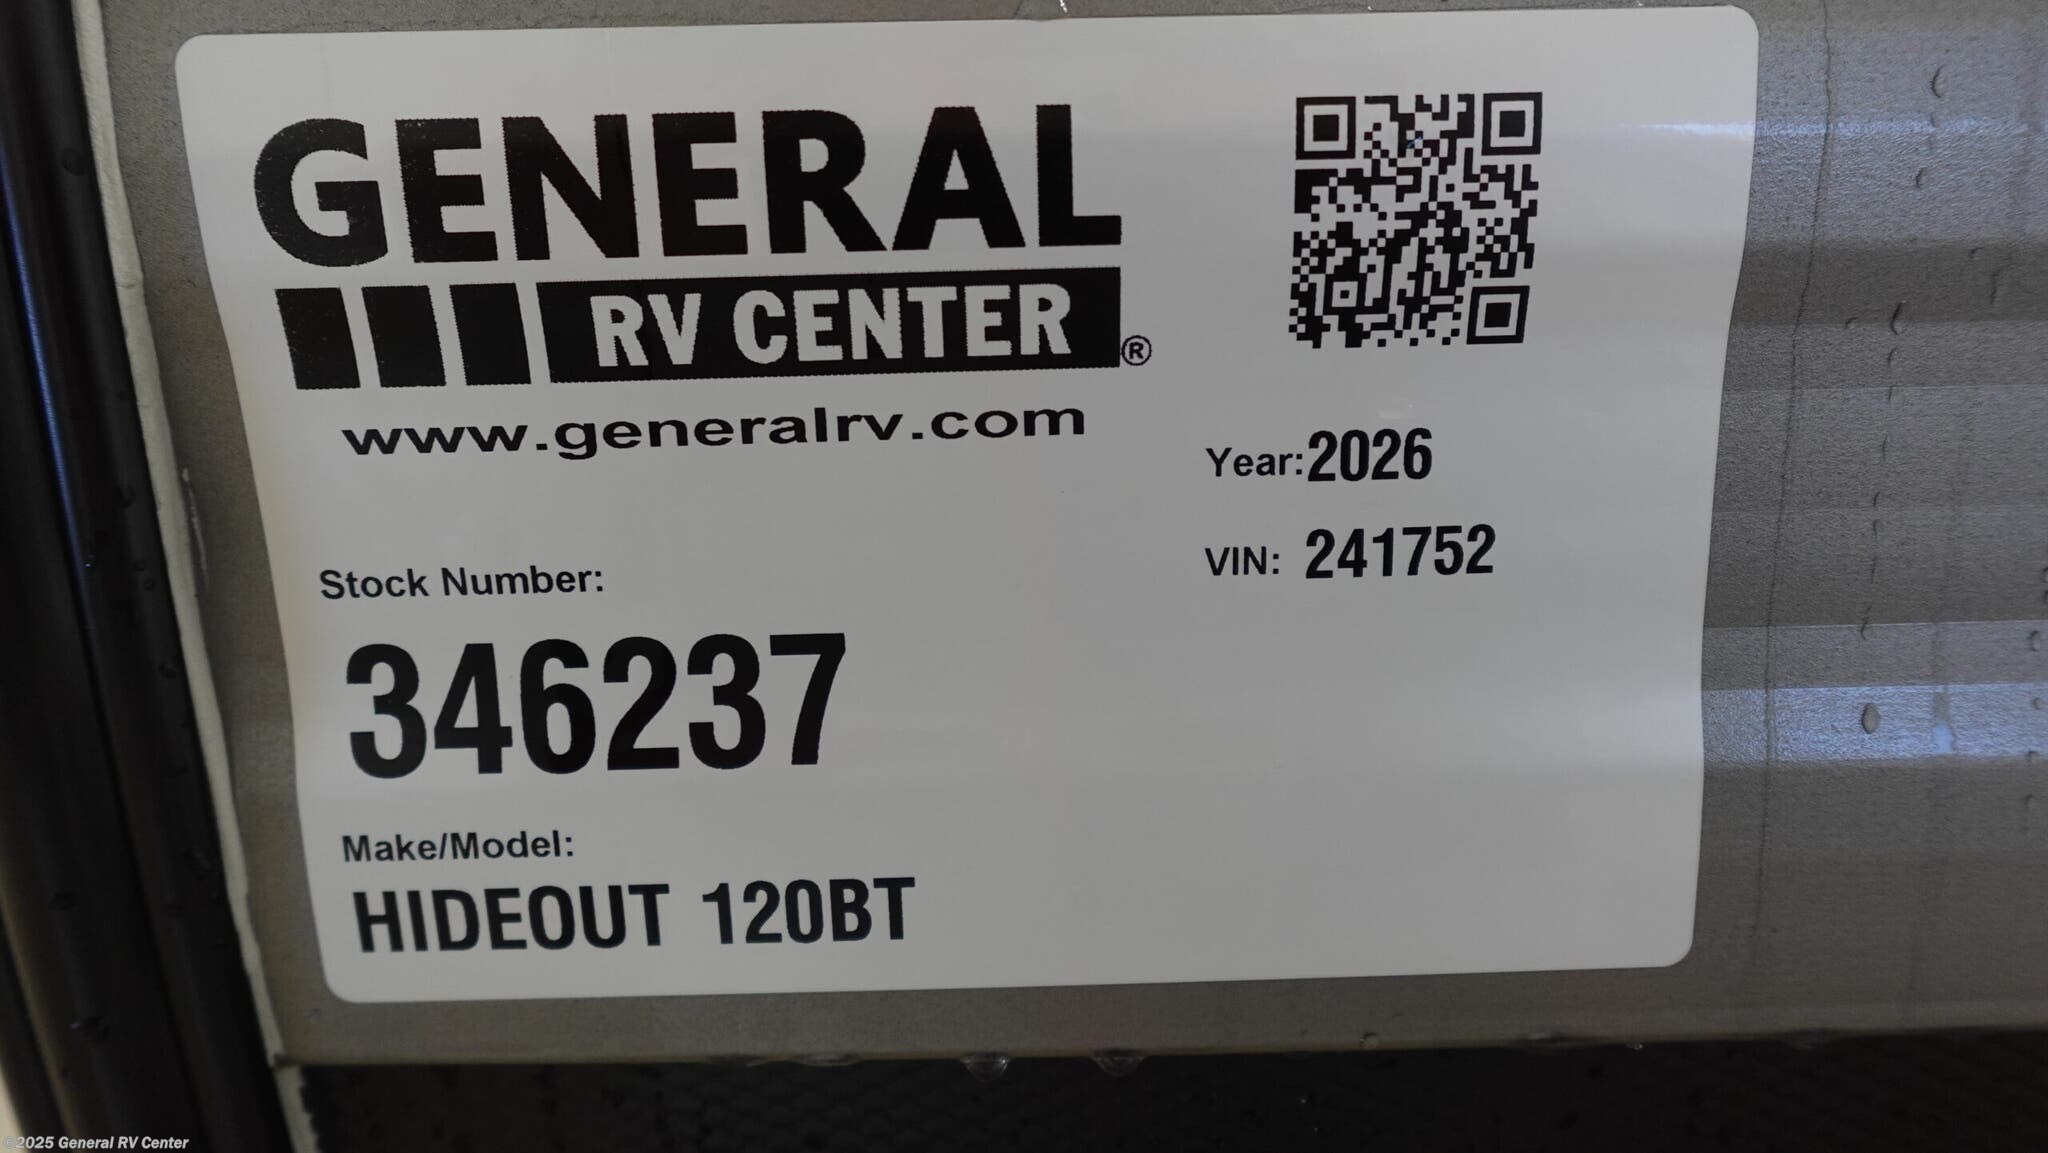 GENERAL
RV CENTER®
www.generalrv.com
Year: 2026
VIN: 241752
Stock Number:
346237
Make/Model:
HIDEOUT 120BT
©2025 General RV Center